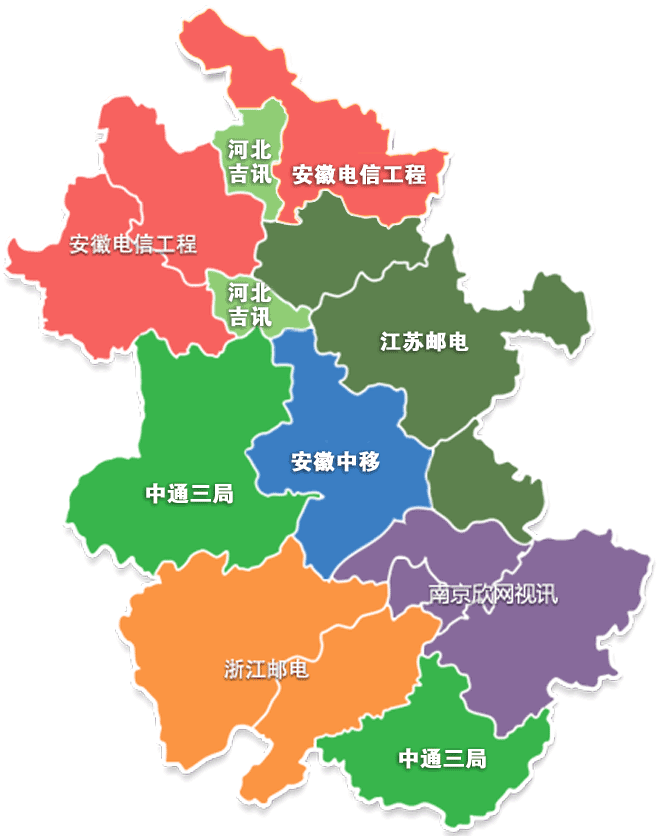 河北
吉讯
安徽电信工程
安徽电信工程
河北
吉讯
江苏邮电
安徽中移
中通三局
南京欣网视讯
浙江邮电
中通三局